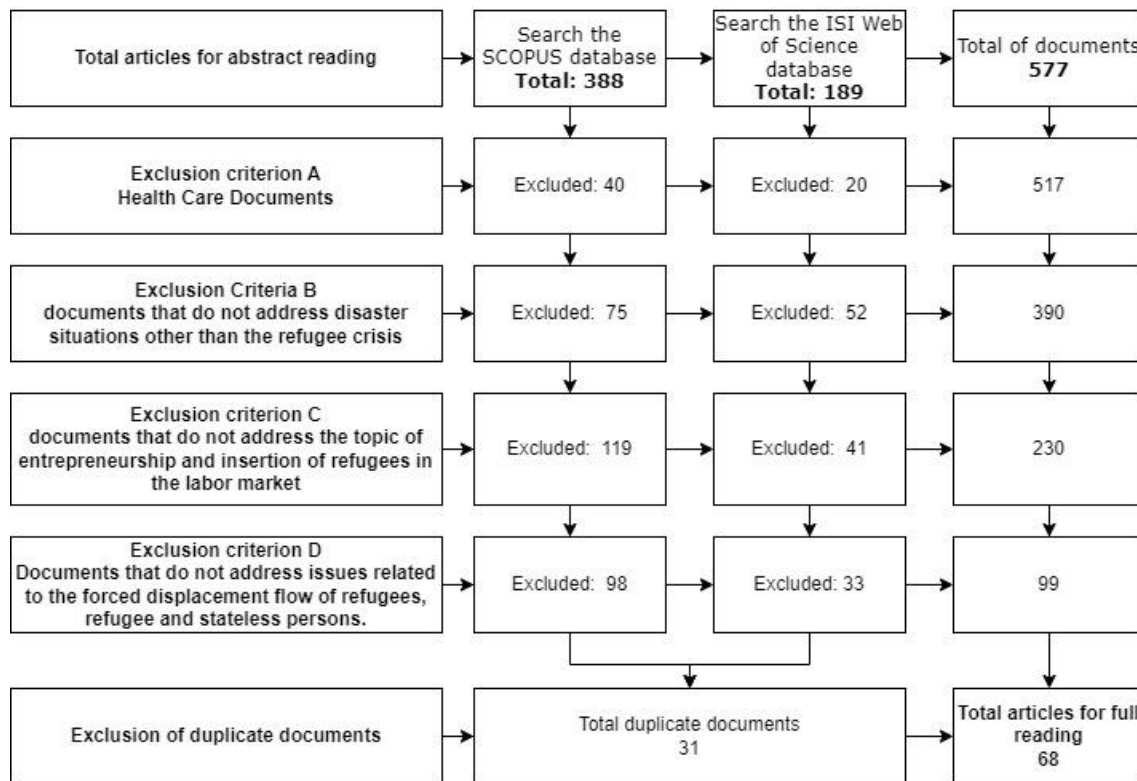 Total articles for abstract reading
Search the
SCOPUS database
Total: 388
Search the ISI Web
of Science
database
Total: 189
Total of documents
577
Exclusion criterion A
Health Care Documents
Excluded: 40
Excluded: 20
517
Exclusion Criteria B
documents that do not address disaster
situations other than the refugee crisis
Excluded: 75
Excluded: 52
390
Exclusion criterion C
documents that do not address the topic of
entrepreneurship and insertion of refugees in
the labor market
Excluded: 119
Excluded: 41
230
Exclusion criterion D
Documents that do not address issues related
to the forced displacement flow of refugees,
refugee and stateless persons.
Excluded: 98
Excluded: 33
99
Exclusion of duplicate documents
Total duplicate documents
31
Total articles for full
reading
68